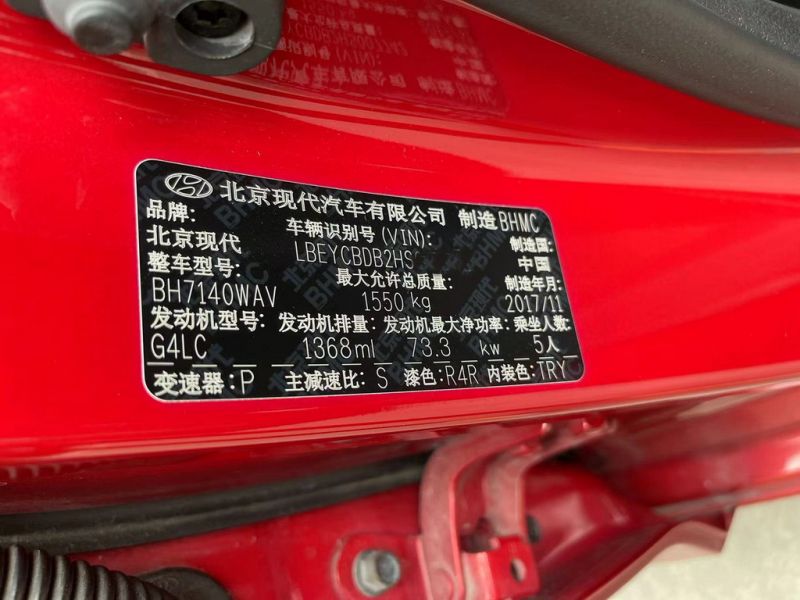 北京现代汽车有限公司 制造 BHMC
品牌: 车辆识别号(VIN): 制造国:
北京现代 LBEYCBDB2HS 中国
整车型号: 最大允许总质量: 制造年月:
BH7140WAV 1550 kg 2017/11
发动机型号: 发动机排量: 发动机最大净功率: 乘坐人数:
G4LC 1368ml 73.3 kw 5人
变速器: P 主减速比: S 漆色: R4R 内装色: TRY